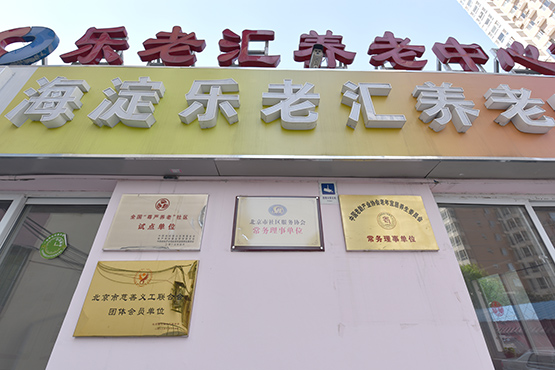 乐老汇养老中心
海淀乐老汇养老
全国“尊严养老”社区
试点单位
北京市社区服务协会
常务理事单位
常务理事单位
北京市慈善义工联合会
团体会员单位